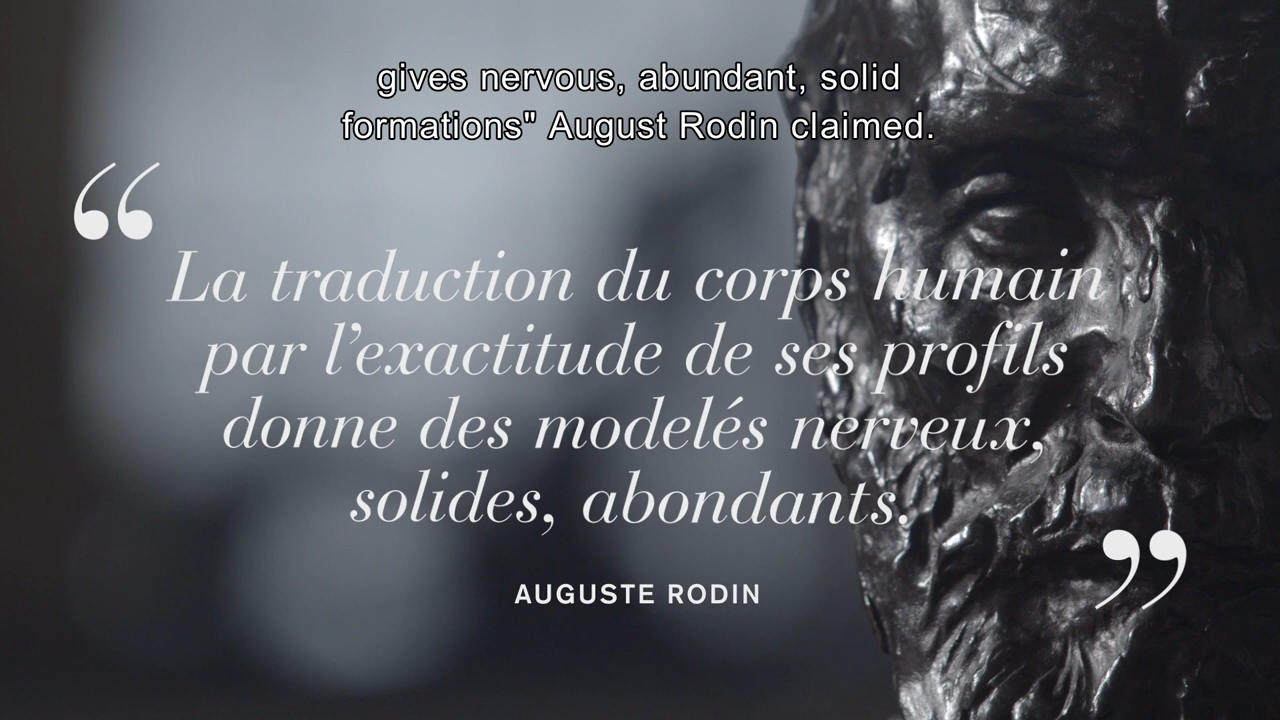 gives nervous, abundant, solid
formations" August Rodin claimed.
“
La traduction du corps humain
par l’exactitude de ses profils
donne des modelés nerveux,
solides, abondants.
”
AUGUSTE RODIN